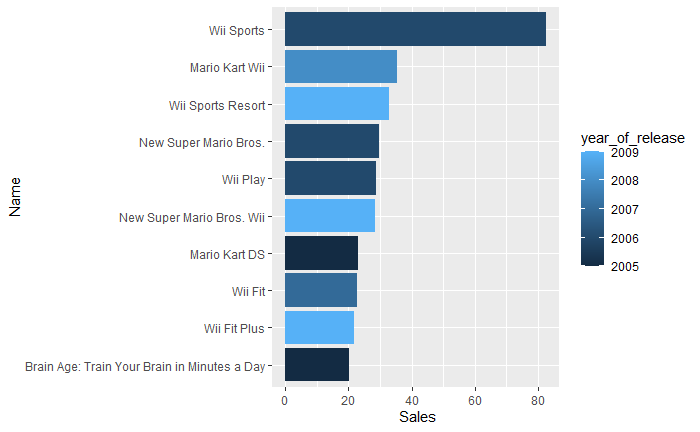 Wii Sports
Mario Kart Wii
Wii Sports Resort
New Super Mario Bros.
Wii Play
New Super Mario Bros. Wii
Mario Kart DS
Wii Fit
Wii Fit Plus
Brain Age: Train Your Brain in Minutes a Day
Name
0 20 40 60 80
Sales
year_of_release
2009
2008
2007
2006
2005